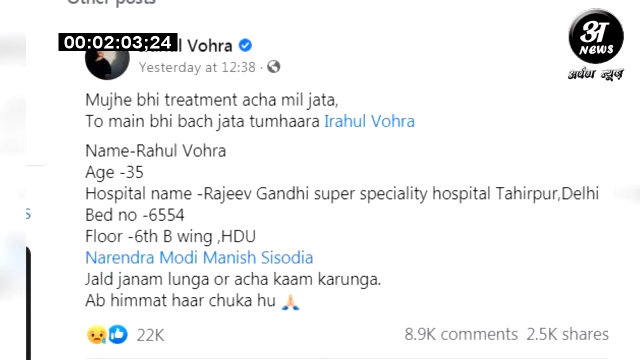 Other posts
00:02:03;24
ul Vohra
Yesterday at 12:38 ·
अ
NEWS
अर्पण न्यूज़
Mujhe bhi treatment acha mil jata,
To main bhi bach jata tumhaara Irahul Vohra
Name-Rahul Vohra
Age -35
Hospital name -Rajeev Gandhi super speciality hospital Tahirpur,Delhi
Bed no -6554
Floor -6th B wing ,HDU
Narendra Modi Manish Sisodia
Jald janam lunga or acha kaam karunga.
Ab himmat haar chuka hu 🙏🏻
22K
8.9K comments 2.5K shares